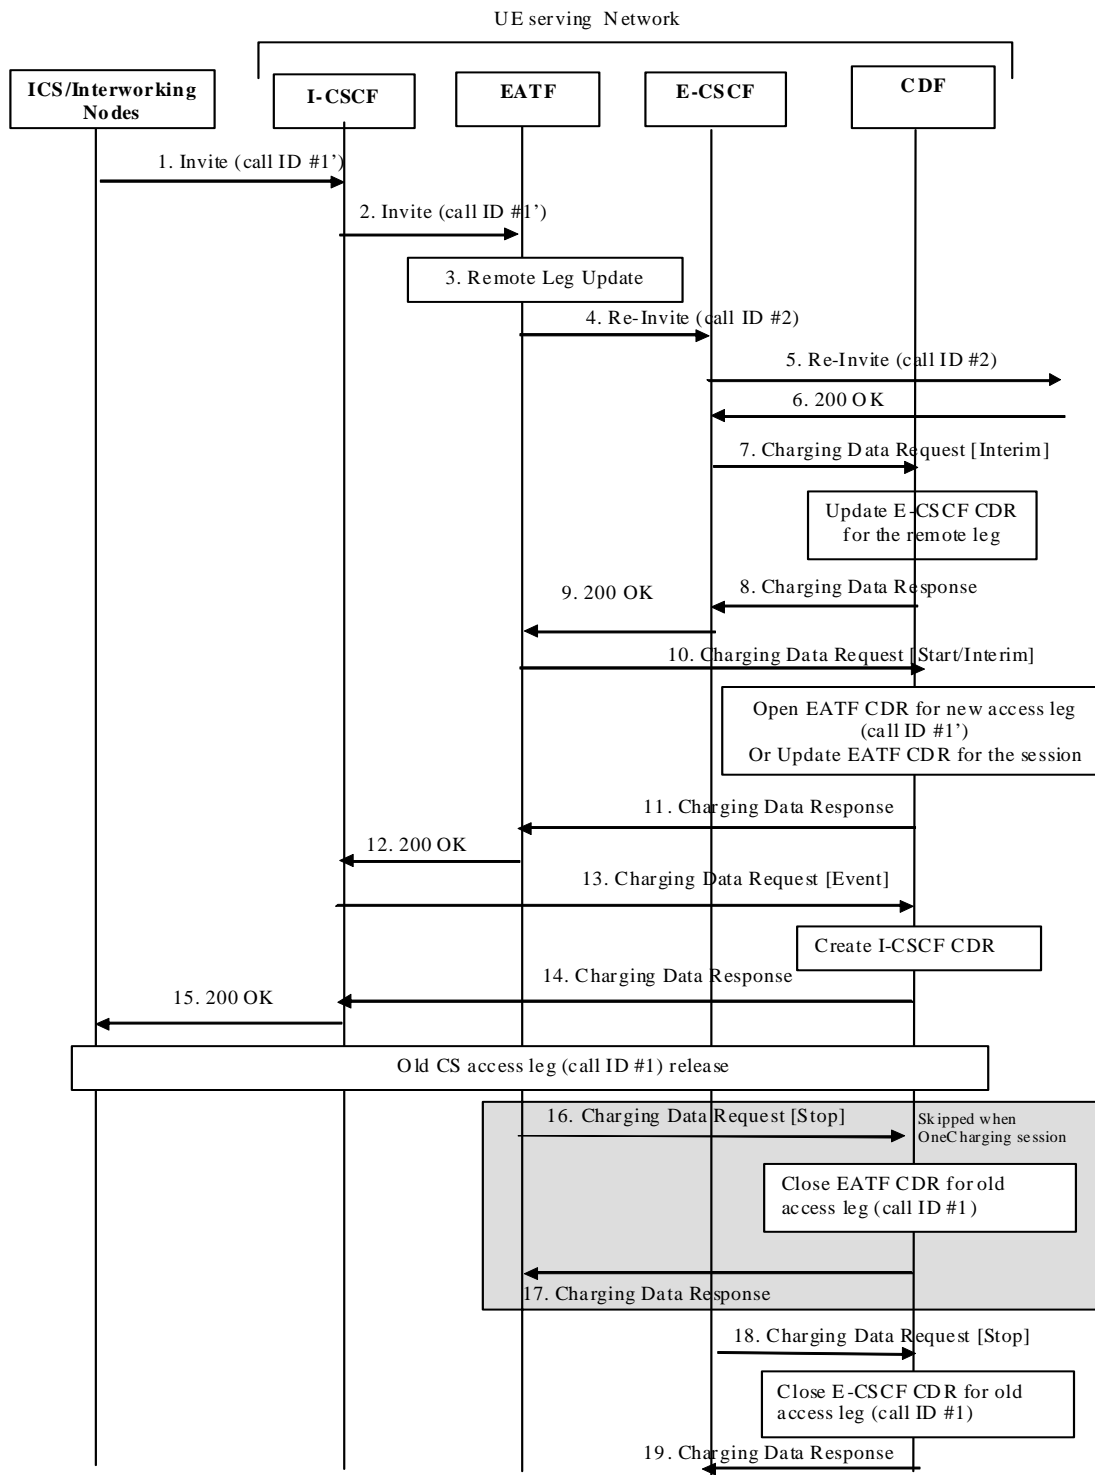 UE serving Network
ICS/Interworking
Nodes
I-CSCF
EATF
E-CSCF
CDF
1. Invite (call ID #1’)
2. Invite (call ID #1’)
3. Remote Leg Update
4. Re-Invite (call ID #2)
5. Re-Invite (call ID #2)
6. 200 OK
7. Charging Data Request [Interim]
Update E-CSCF CDR
for the remote leg
8. Charging Data Response
9. 200 OK
10. Charging Data Request [Start/Interim]
Open EATF CDR for new access leg
(call ID #1’)
Or Update EATF CDR for the session
11. Charging Data Response
12. 200 OK
13. Charging Data Request [Event]
Create I-CSCF CDR
14. Charging Data Response
15. 200 OK
Old CS access leg (call ID #1) release
16. Charging Data Request [Stop]
Skipped when
OneCharging session
Close EATF CDR for old
access leg (call ID #1)
17. Charging Data Response
18. Charging Data Request [Stop]
Close E-CSCF CDR for old
access leg (call ID #1)
19. Charging Data Response